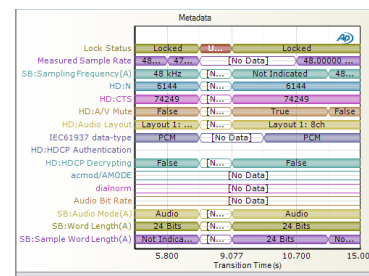 Metadata
AP
Lock Status Locked U... Locked
Measured Sample Rate 48... 47... [No Data] 48.00000 ...
SB:Sampling Frequency(A) 48 kHz [N... Not Indicated 48...
HD:N 6144 [N... 6144
HD:CTS 74249 [N... 74249
HD:A/V Mute False [N... True False
HD:Audio Layout Layout 1: ... [N... Layout 1: 8ch
IEC61937 data-type PCM [No Data] PCM
HD:HDCP Authentication
HD:HDCP Decrypting False [N... False
acmod/AMODE [No Data]
dialnorm [No Data]
Audio Bit Rate [No Data]
SB:Audio Mode(A) Audio [N... Audio
SB:Word Length(A) 24 Bits [N... 24 Bits
SB:Sample Word Length(A) Not Indica... [N... 24 Bits No...
5.800 9.077 10.700 15.00
Transition Time(s)